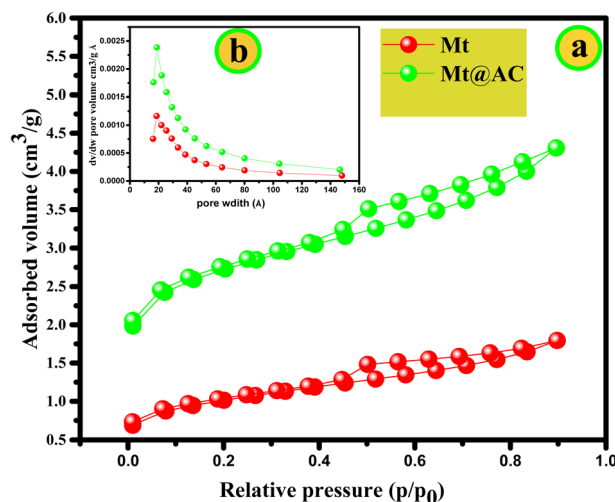 b
a
Mt
Mt@AC
dv/dw pore volume cm3/g Å
0.0025
0.0020
0.0015
0.0010
0.0005
0.0000
0 20 40 60 80 100 120 140 160
pore wdith (Å)
Adsorbed volume (cm³/g)
6.0
5.5
5.0
4.5
4.0
3.5
3.0
2.5
2.0
1.5
1.0
0.5
0.0 0.2 0.4 0.6 0.8 1.0
Relative pressure (p/p₀)